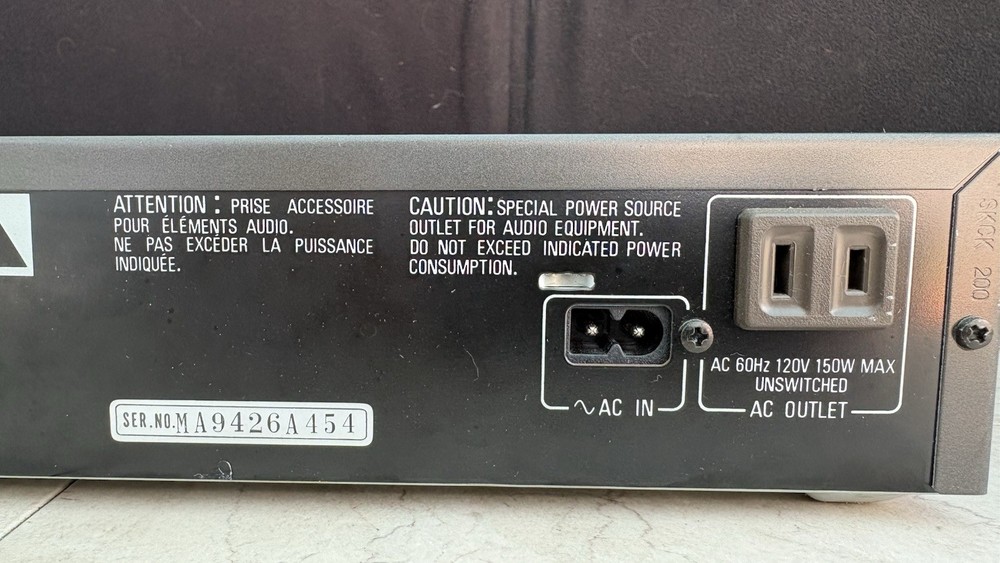 ATTENTION: PRISE ACCESSOIRE
POUR ÉLÉMENTS AUDIO.
NE PAS EXCÉDER LA PUISSANCE
INDIQUÉE.
CAUTION: SPECIAL POWER SOURCE
OUTLET FOR AUDIO EQUIPMENT.
DO NOT EXCEED INDICATED POWER
CONSUMPTION.
SER.NO. MA9426A454
~ AC IN
AC 60Hz 120V 150W MAX
UNSWITCHED
AC OUTLET
SKICK 200